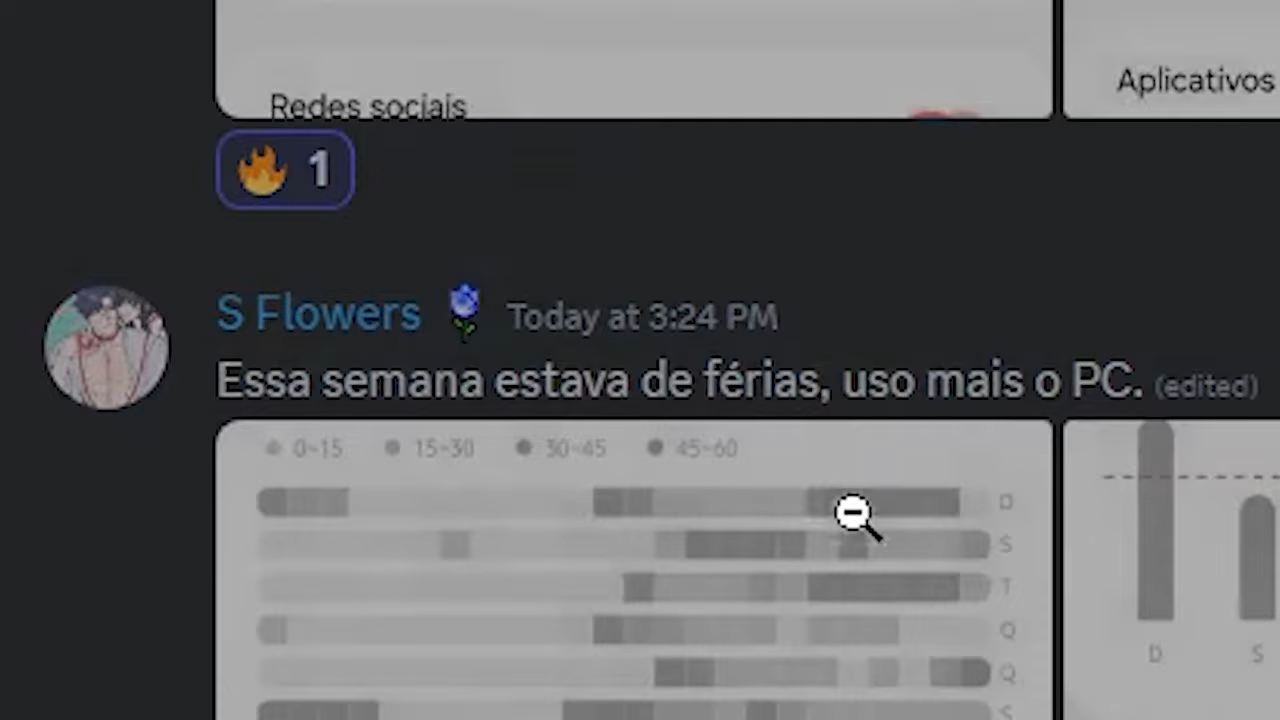 Redes sociais
Aplicativos
1
S Flowers Today at 3:24 PM
Essa semana estava de férias, uso mais o PC. (edited)
0~15 15~30 30~45 45~60
D
S
T
Q
Q
S
D S